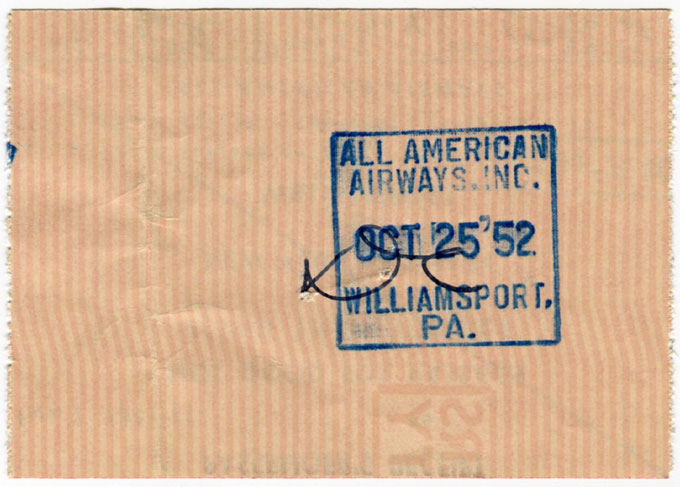 ALL AMERICAN
AIRWAYS, INC.
OCT 25 '52
WILLIAMSPORT,
PA.